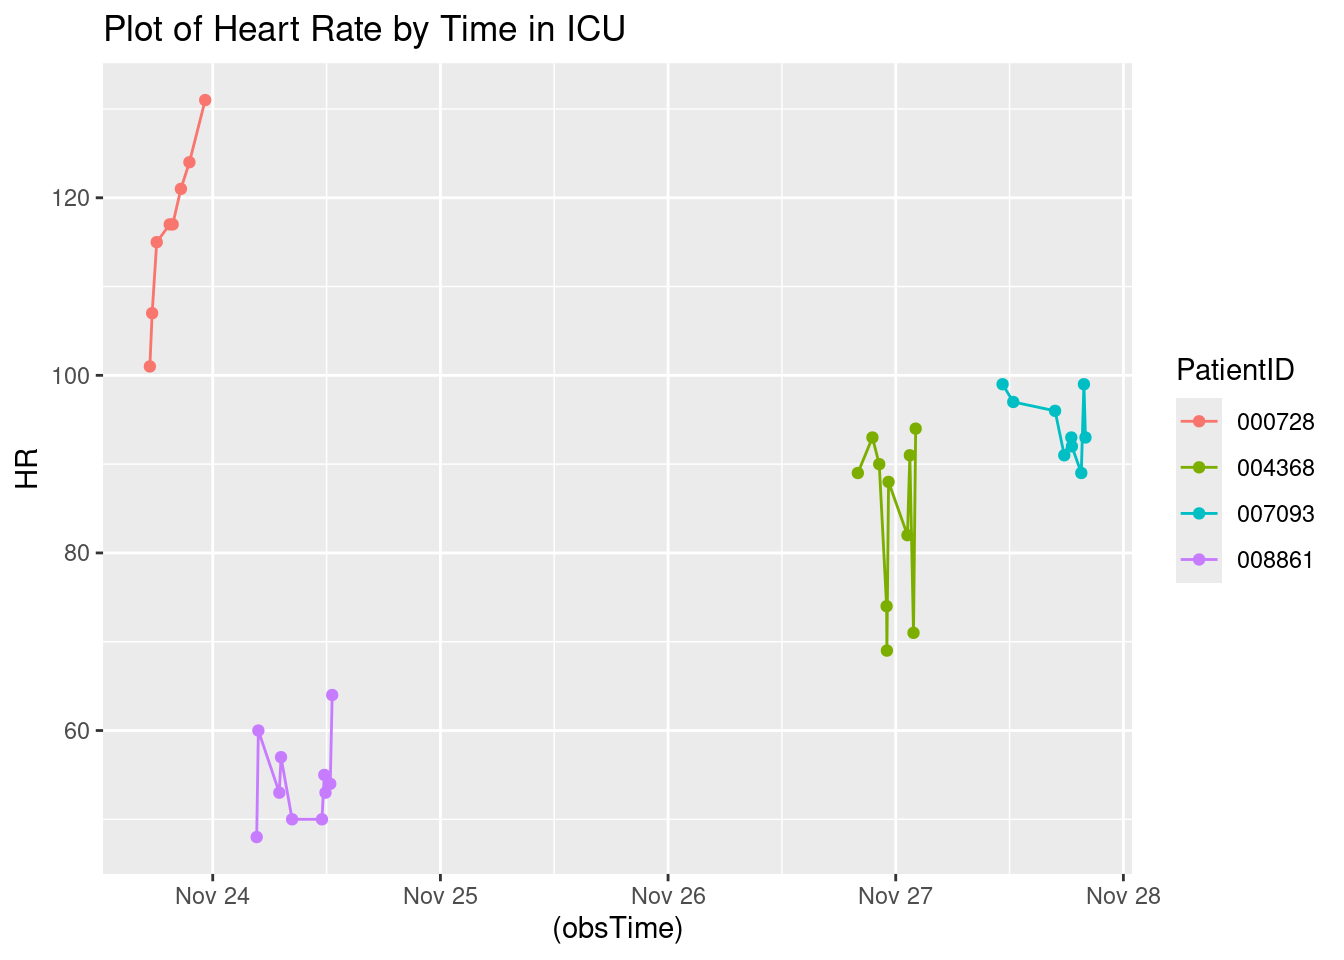 Plot of Heart Rate by Time in ICU
HR
120
100
80
60
Nov 24
Nov 25
Nov 26
Nov 27
Nov 28
(obsTime)
PatientID
000728
004368
007093
008861